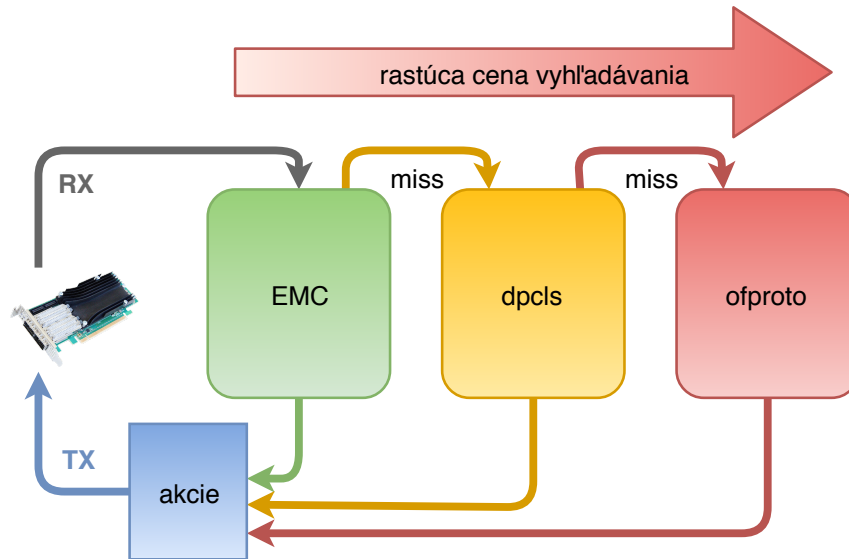 rastúca cena vyhľadávania
RX
miss
miss
EMC
dpcls
ofproto
TX
akcie